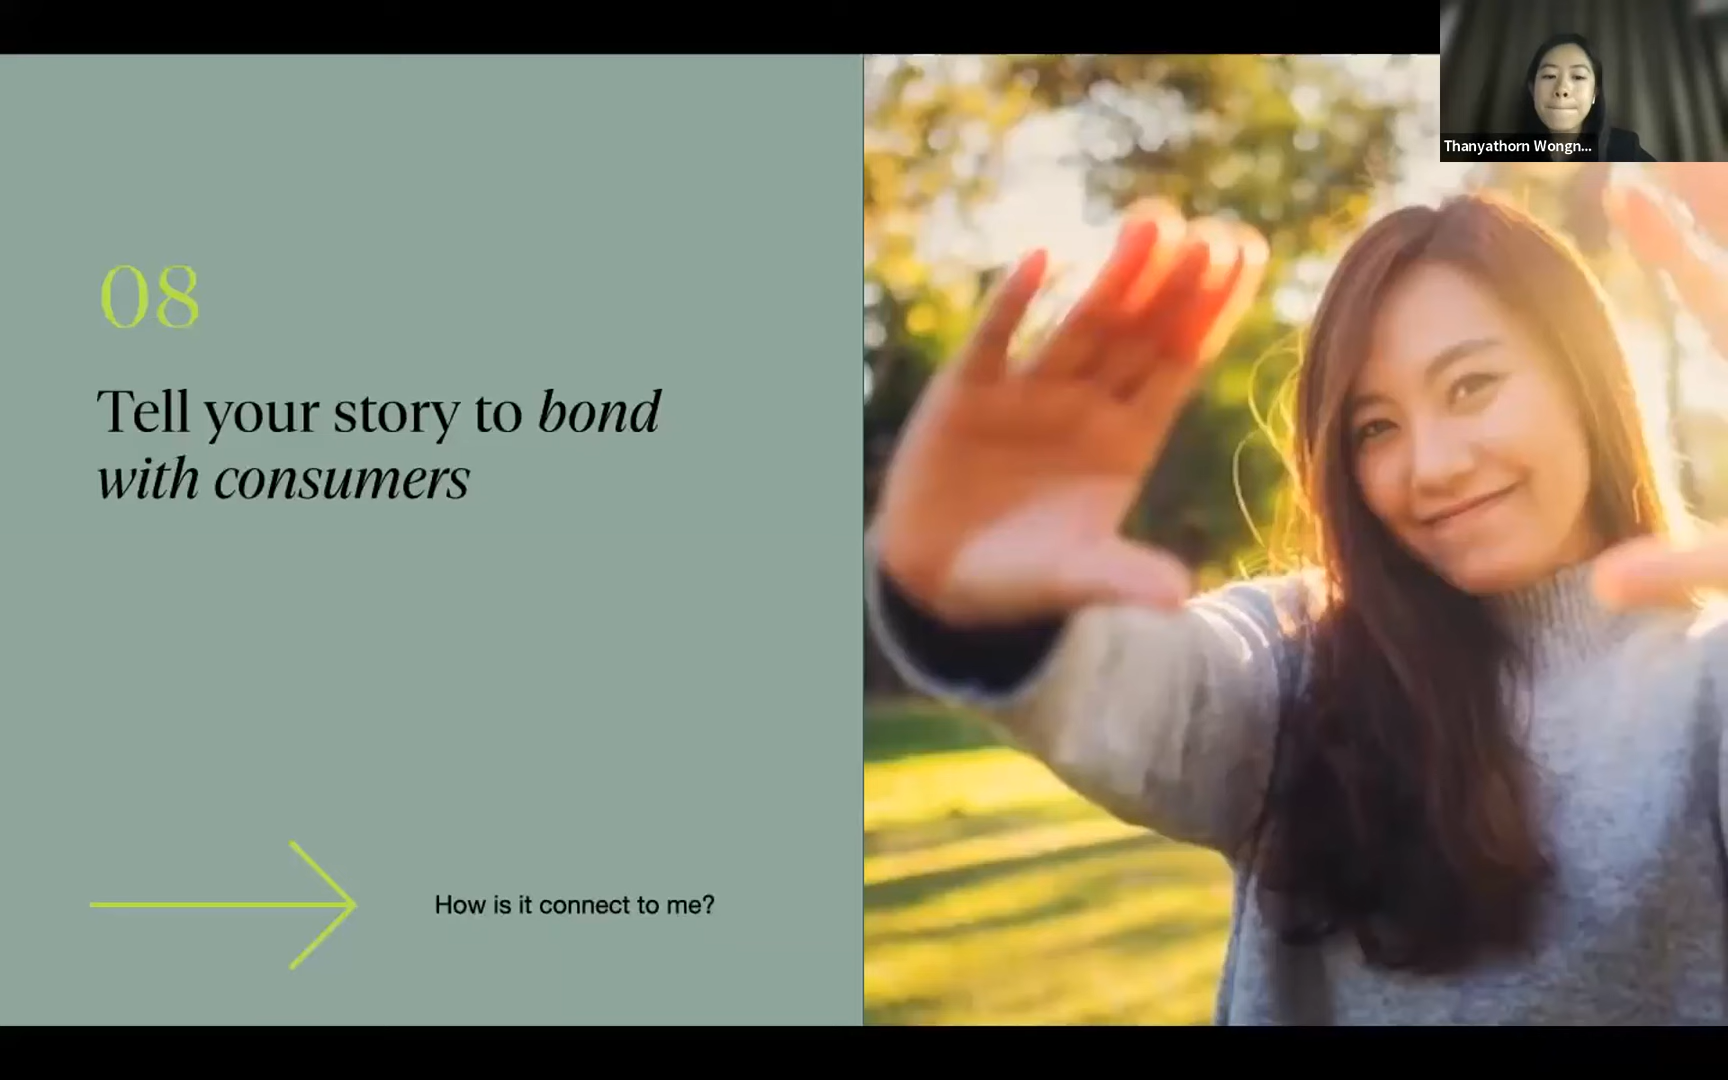 Thanyathorn Wongn...
08
Tell your story to bond
with consumers
How is it connect to me?